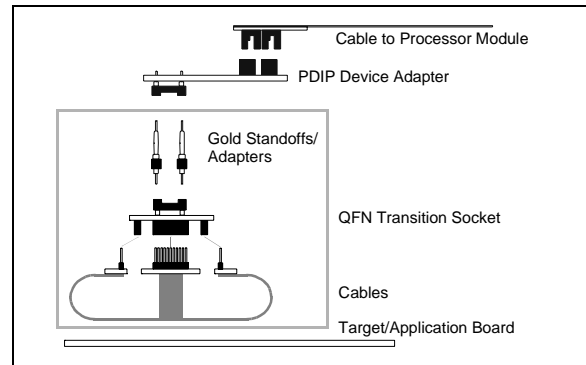 Cable to Processor Module
PDIP Device Adapter
Gold Standoffs/
Adapters
QFN Transition Socket
Cables
Target/Application Board